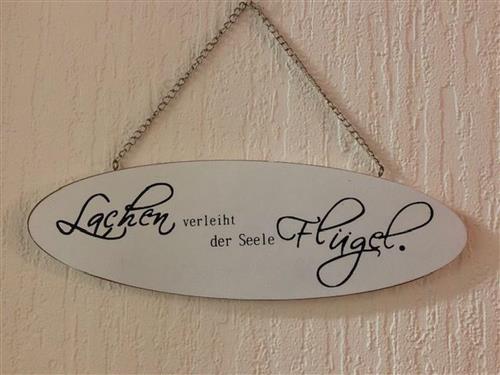 Lachen verleiht
der Seele Flügel.